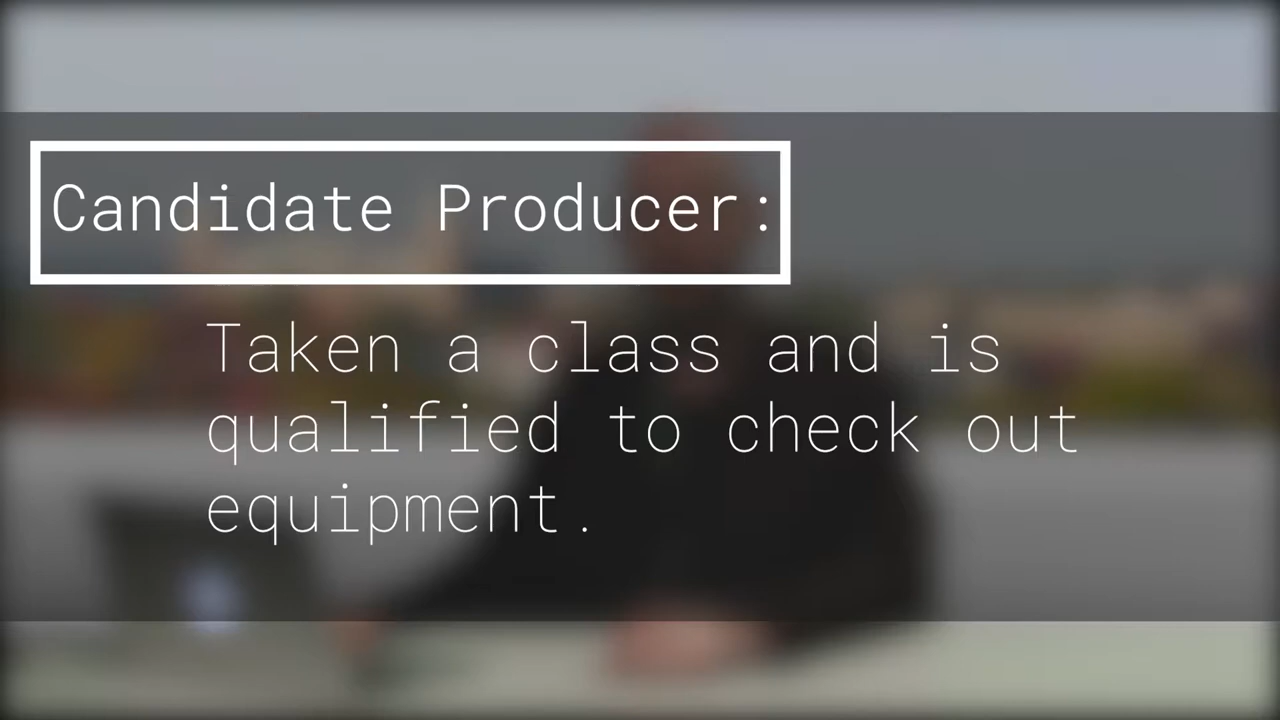 Candidate Producer:
Taken a class and is
qualified to check out
equipment.